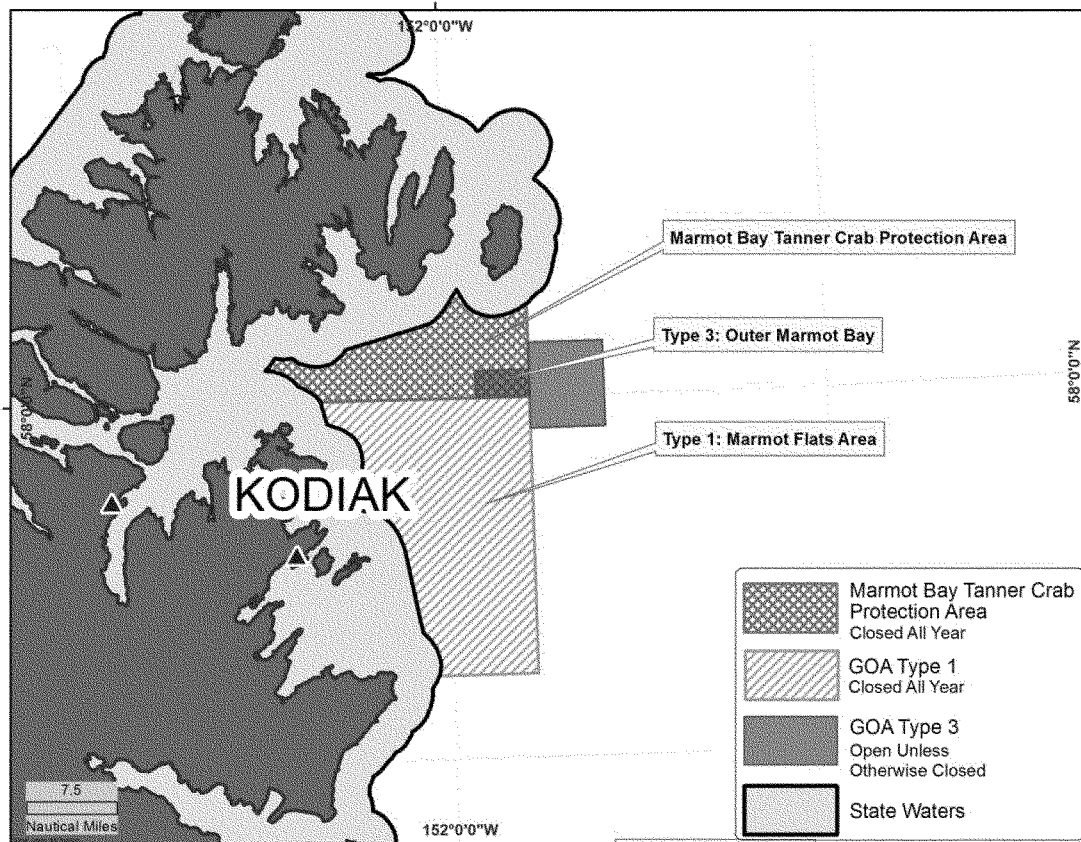 152°0'0"W
Marmot Bay Tanner Crab Protection Area
Type 3: Outer Marmot Bay
58°0'0"N
58°0'0"N
Type 1: Marmot Flats Area
KODIAK
Marmot Bay Tanner Crab
Protection Area
Closed All Year
GOA Type 1
Closed All Year
GOA Type 3
Open Unless
Otherwise Closed
State Waters
7.5
Nautical Miles
152°0'0"W